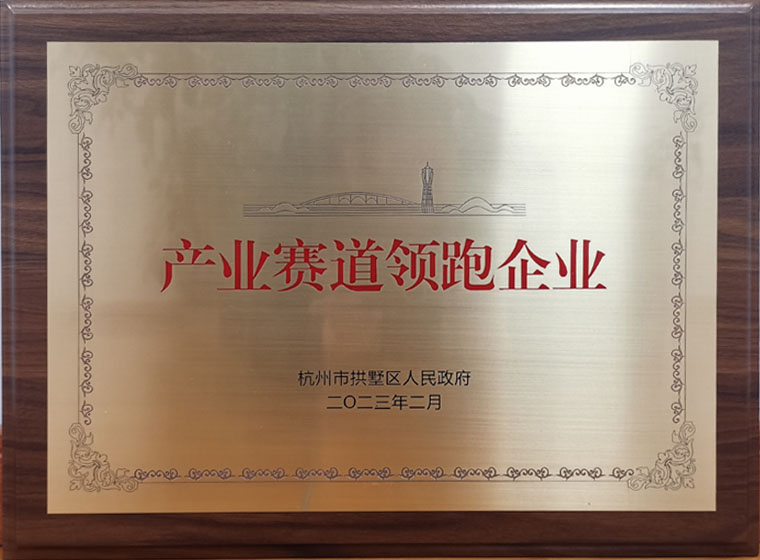 产业赛道领跑企业
杭州市拱墅区人民政府
二〇二三年二月